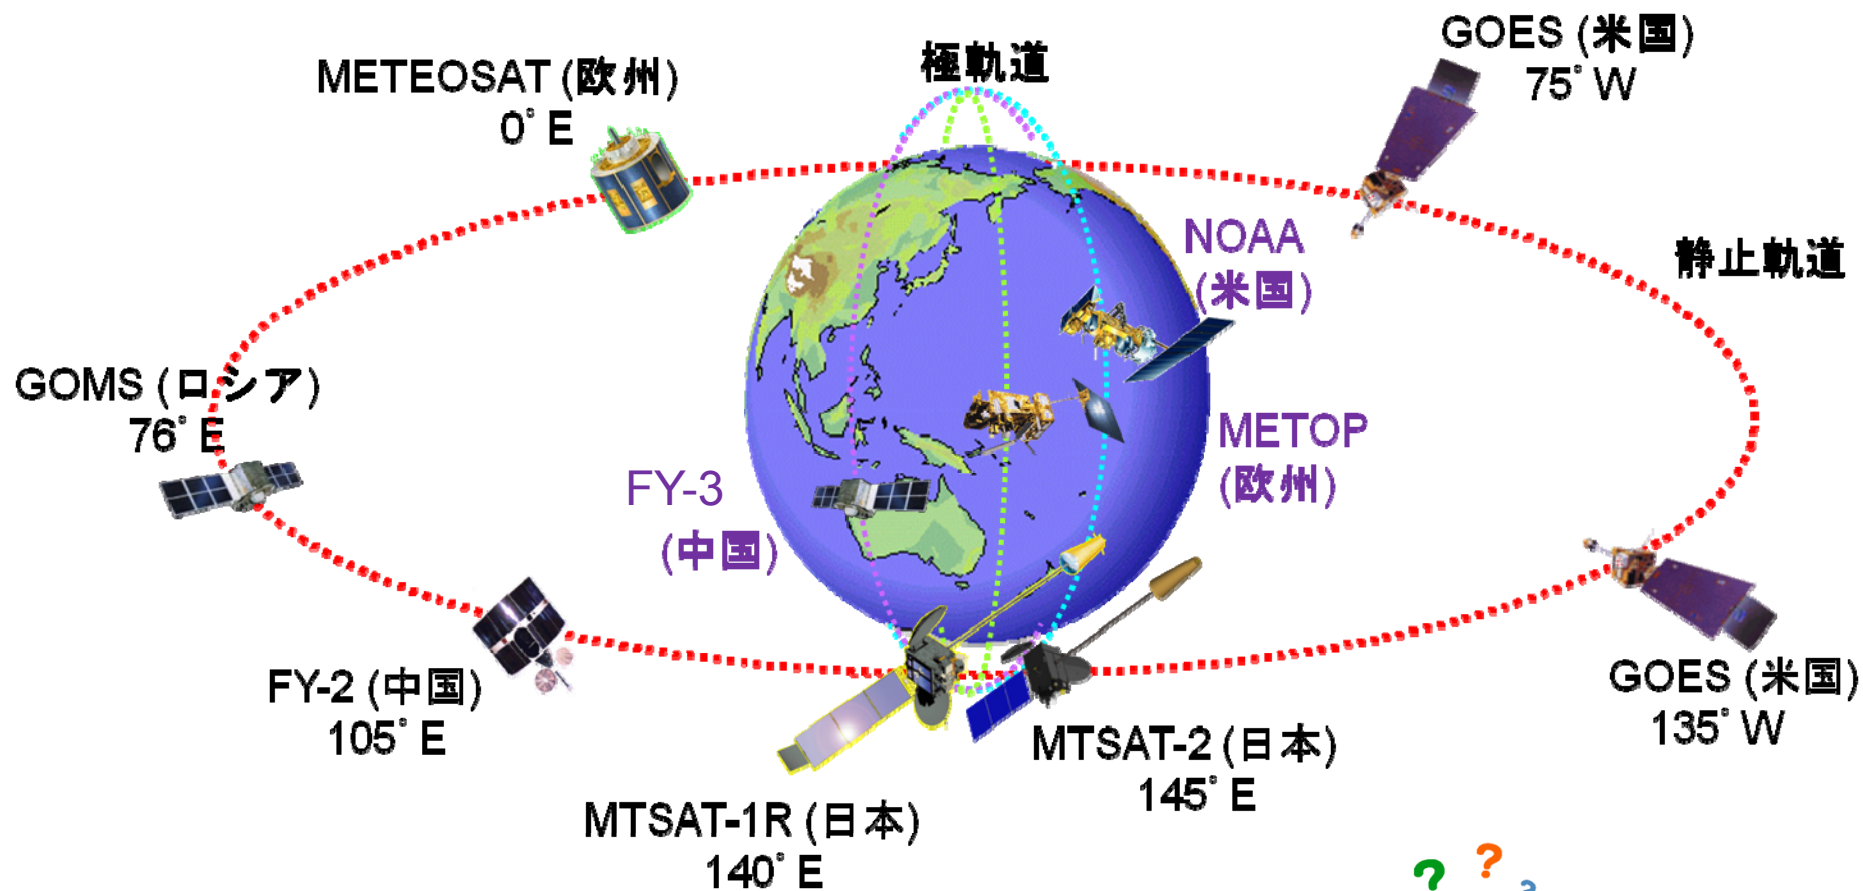 GOES (米国)
75° W
極軌道
METEOSAT (欧州)
0° E
NOAA
(米国)
静止軌道
GOMS (ロシア)
76° E
METOP
(欧州)
FY-3
(中国)
FY-2 (中国)
105° E
GOES (米国)
135° W
MTSAT-2 (日本)
145° E
MTSAT-1R (日本)
140° E
? ? ?